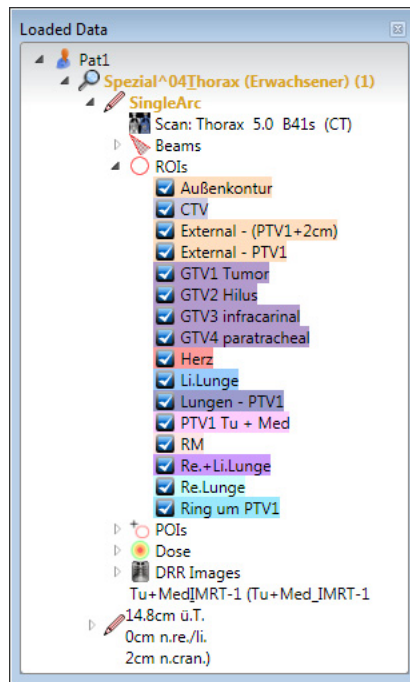 Loaded Data
Pat1
Spezial^04Thorax (Erwachsener) (1)
SingleArc
Scan: Thorax 5.0 B41s (CT)
Beams
ROIs
Außenkontur
CTV
External - (PTV1+2cm)
External - PTV1
GTV1 Tumor
GTV2 Hilus
GTV3 infracarinal
GTV4 paratracheal
Herz
Li.Lunge
Lungen - PTV1
PTV1 Tu + Med
RM
Re.+Li.Lunge
Re.Lunge
Ring um PTV1
POIs
Dose
DRR Images
Tu+MedIMRT-1 (Tu+Med_IMRT-1
14.8cm ü.T.
0cm n.re./li.
2cm n.cran.)